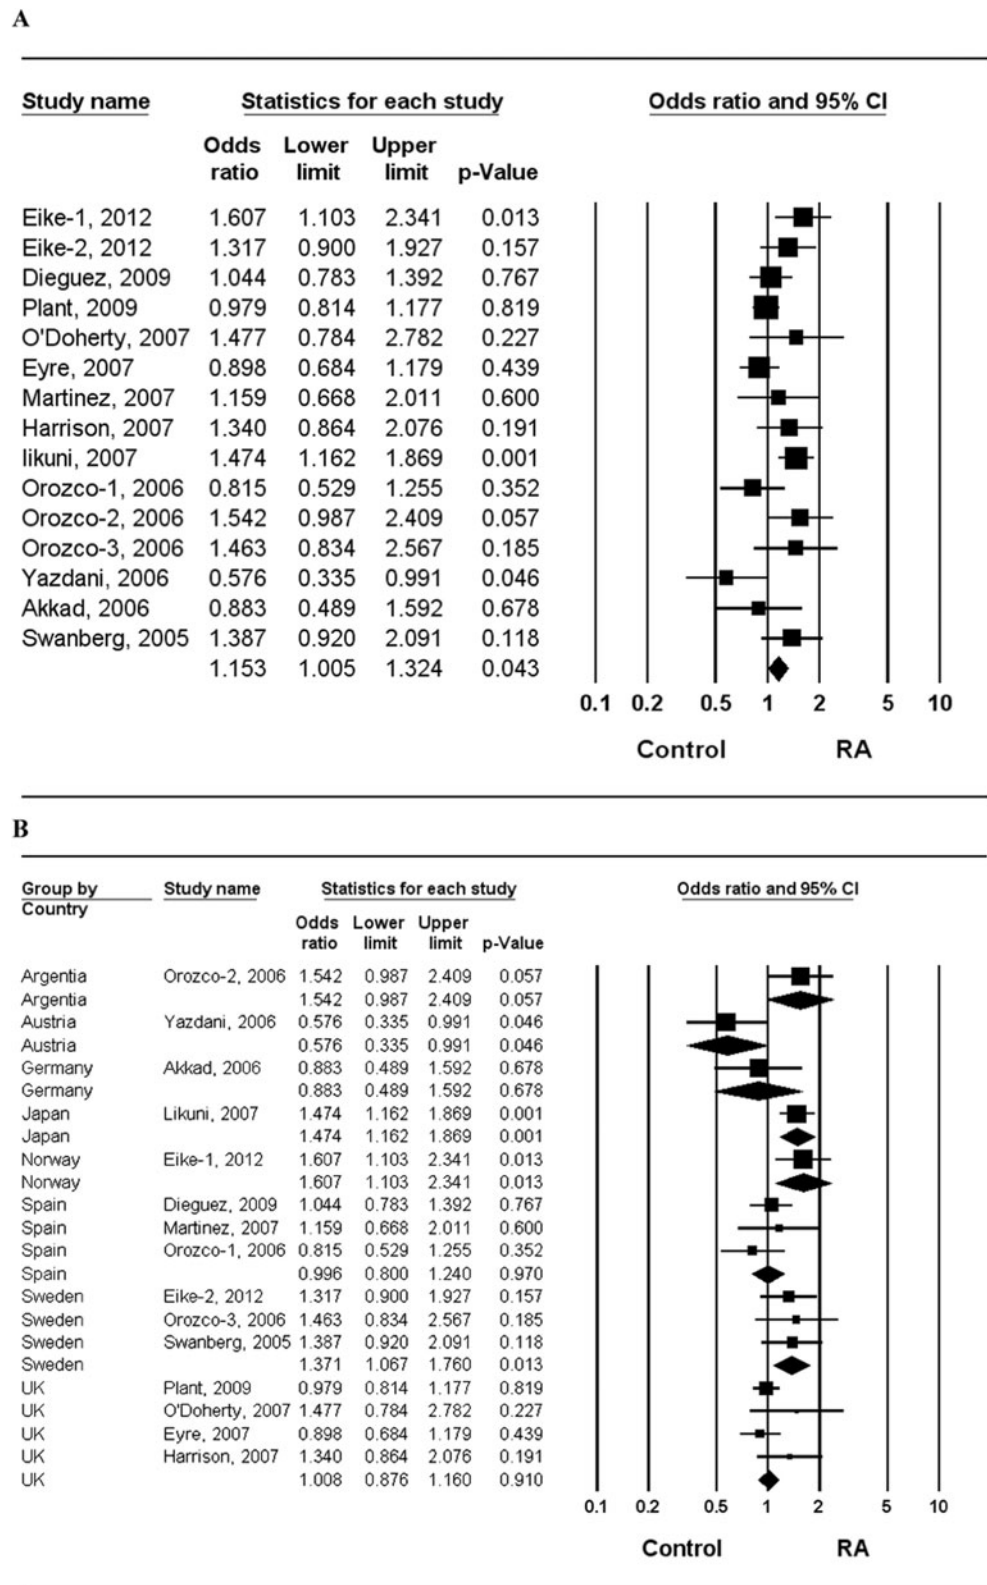 A
Study name Statistics for each study Odds ratio and 95% CI
Odds Lower Upper
ratio limit limit p-Value
Eike-1, 2012 1.607 1.103 2.341 0.013
Eike-2, 2012 1.317 0.900 1.927 0.157
Dieguez, 2009 1.044 0.783 1.392 0.767
Plant, 2009 0.979 0.814 1.177 0.819
O'Doherty, 2007 1.477 0.784 2.782 0.227
Eyre, 2007 0.898 0.684 1.179 0.439
Martinez, 2007 1.159 0.668 2.011 0.600
Harrison, 2007 1.340 0.864 2.076 0.191
Iikuni, 2007 1.474 1.162 1.869 0.001
Orozco-1, 2006 0.815 0.529 1.255 0.352
Orozco-2, 2006 1.542 0.987 2.409 0.057
Orozco-3, 2006 1.463 0.834 2.567 0.185
Yazdani, 2006 0.576 0.335 0.991 0.046
Akkad, 2006 0.883 0.489 1.592 0.678
Swanberg, 2005 1.387 0.920 2.091 0.118
1.153 1.005 1.324 0.043
0.1 0.2 0.5 1 2 5 10
Control RA
B
Group by Study name Statistics for each study Odds ratio and 95% CI
Country
Odds Lower Upper
ratio limit limit p-Value
Argentia Orozco-2, 2006 1.542 0.987 2.409 0.057
Argentia 1.542 0.987 2.409 0.057
Austria Yazdani, 2006 0.576 0.335 0.991 0.046
Austria 0.576 0.335 0.991 0.046
Germany Akkad, 2006 0.883 0.489 1.592 0.678
Germany 0.883 0.489 1.592 0.678
Japan Likuni, 2007 1.474 1.162 1.869 0.001
Japan 1.474 1.162 1.869 0.001
Norway Eike-1, 2012 1.607 1.103 2.341 0.013
Norway 1.607 1.103 2.341 0.013
Spain Dieguez, 2009 1.044 0.783 1.392 0.767
Spain Martinez, 2007 1.159 0.668 2.011 0.600
Spain Orozco-1, 2006 0.815 0.529 1.255 0.352
Spain 0.996 0.800 1.240 0.970
Sweden Eike-2, 2012 1.317 0.900 1.927 0.157
Sweden Orozco-3, 2006 1.463 0.834 2.567 0.185
Sweden Swanberg, 2005 1.387 0.920 2.091 0.118
Sweden 1.371 1.067 1.760 0.013
UK Plant, 2009 0.979 0.814 1.177 0.819
UK O'Doherty, 2007 1.477 0.784 2.782 0.227
UK Eyre, 2007 0.898 0.684 1.179 0.439
UK Harrison, 2007 1.340 0.864 2.076 0.191
UK 1.008 0.876 1.160 0.910
0.1 0.2 0.5 1 2 5 10
Control RA